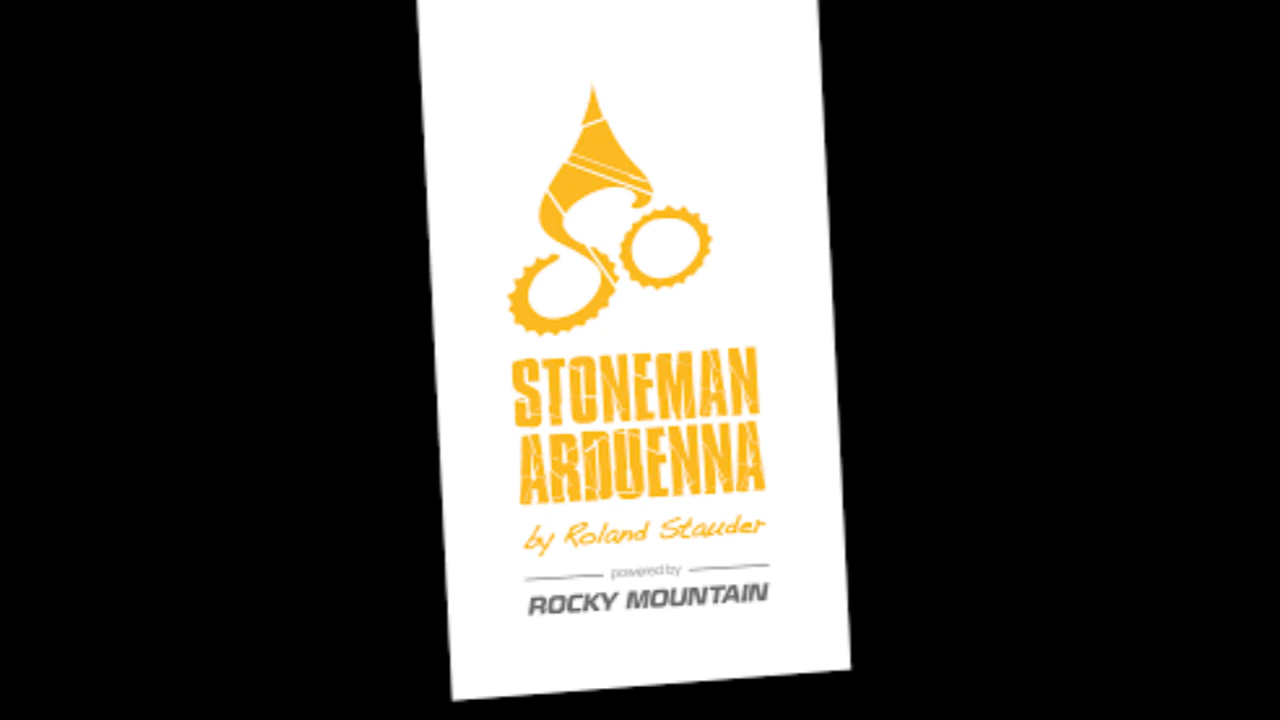 STONEMAN
ARDUENNA
by Roland Stauder
powered by
ROCKY MOUNTAIN